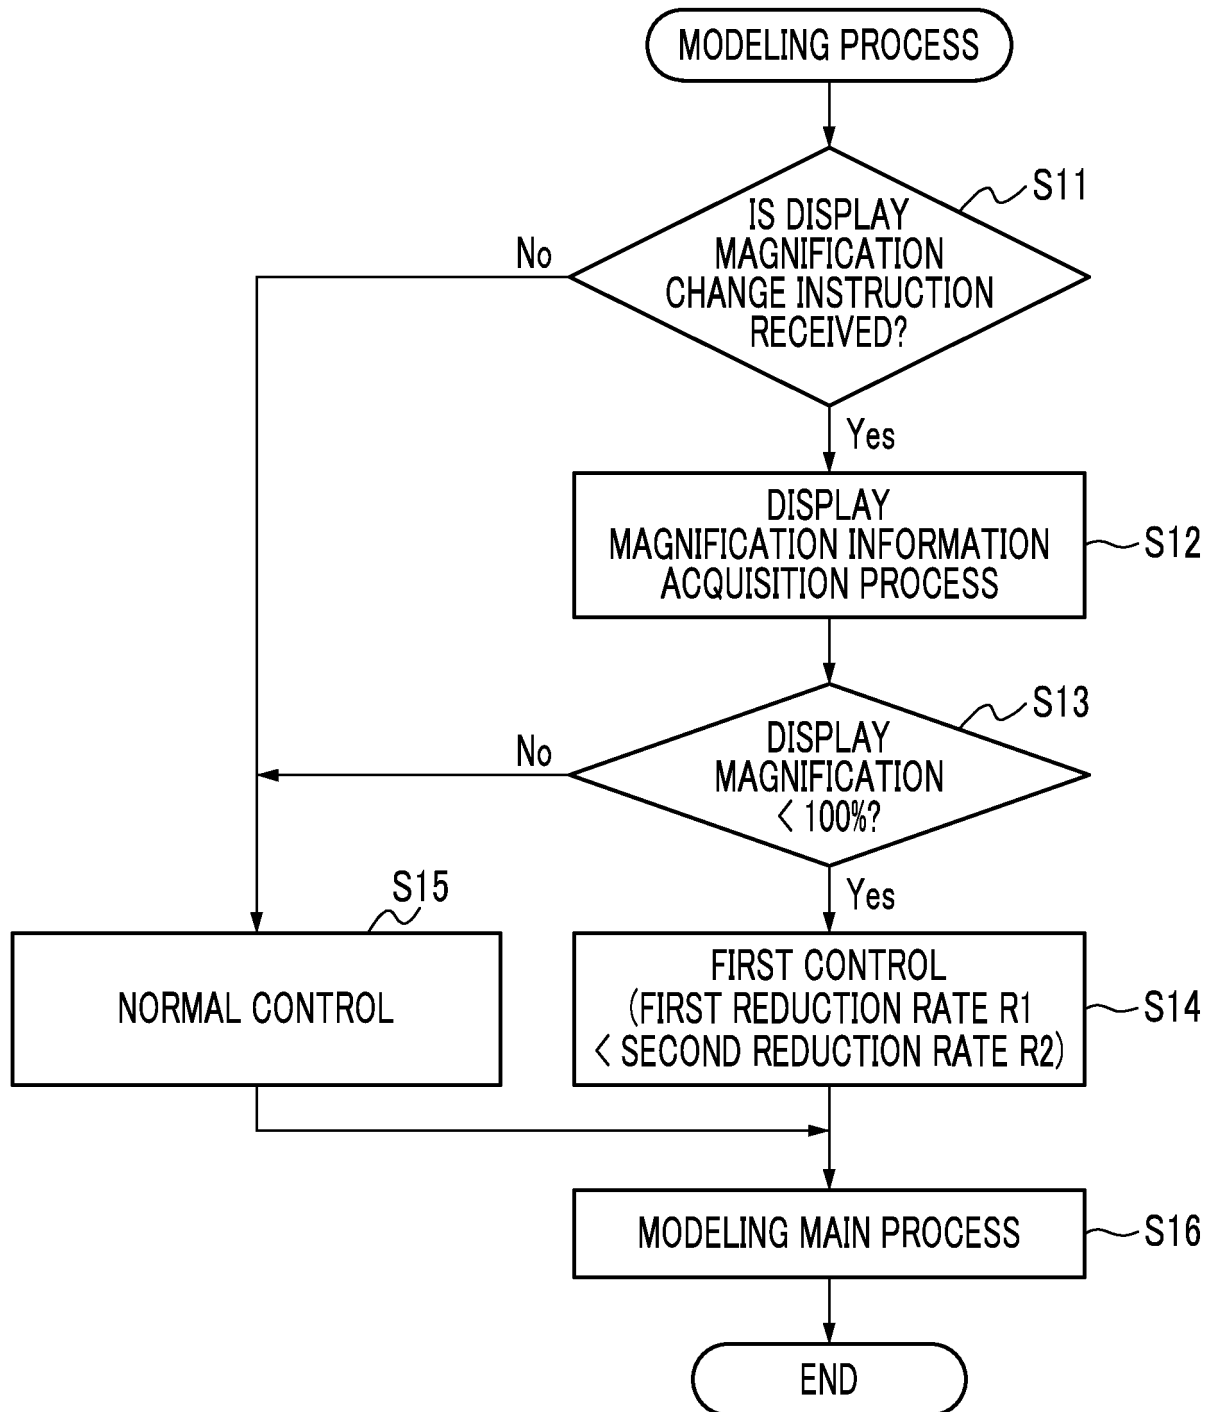 MODELING PROCESS
S11
IS DISPLAY
MAGNIFICATION
CHANGE INSTRUCTION
RECEIVED?
No
Yes
DISPLAY
MAGNIFICATION INFORMATION
ACQUISITION PROCESS
S12
S13
DISPLAY
MAGNIFICATION
< 100%?
No
Yes
S15
NORMAL CONTROL
FIRST CONTROL
(FIRST REDUCTION RATE R1
< SECOND REDUCTION RATE R2)
S14
MODELING MAIN PROCESS
S16
END